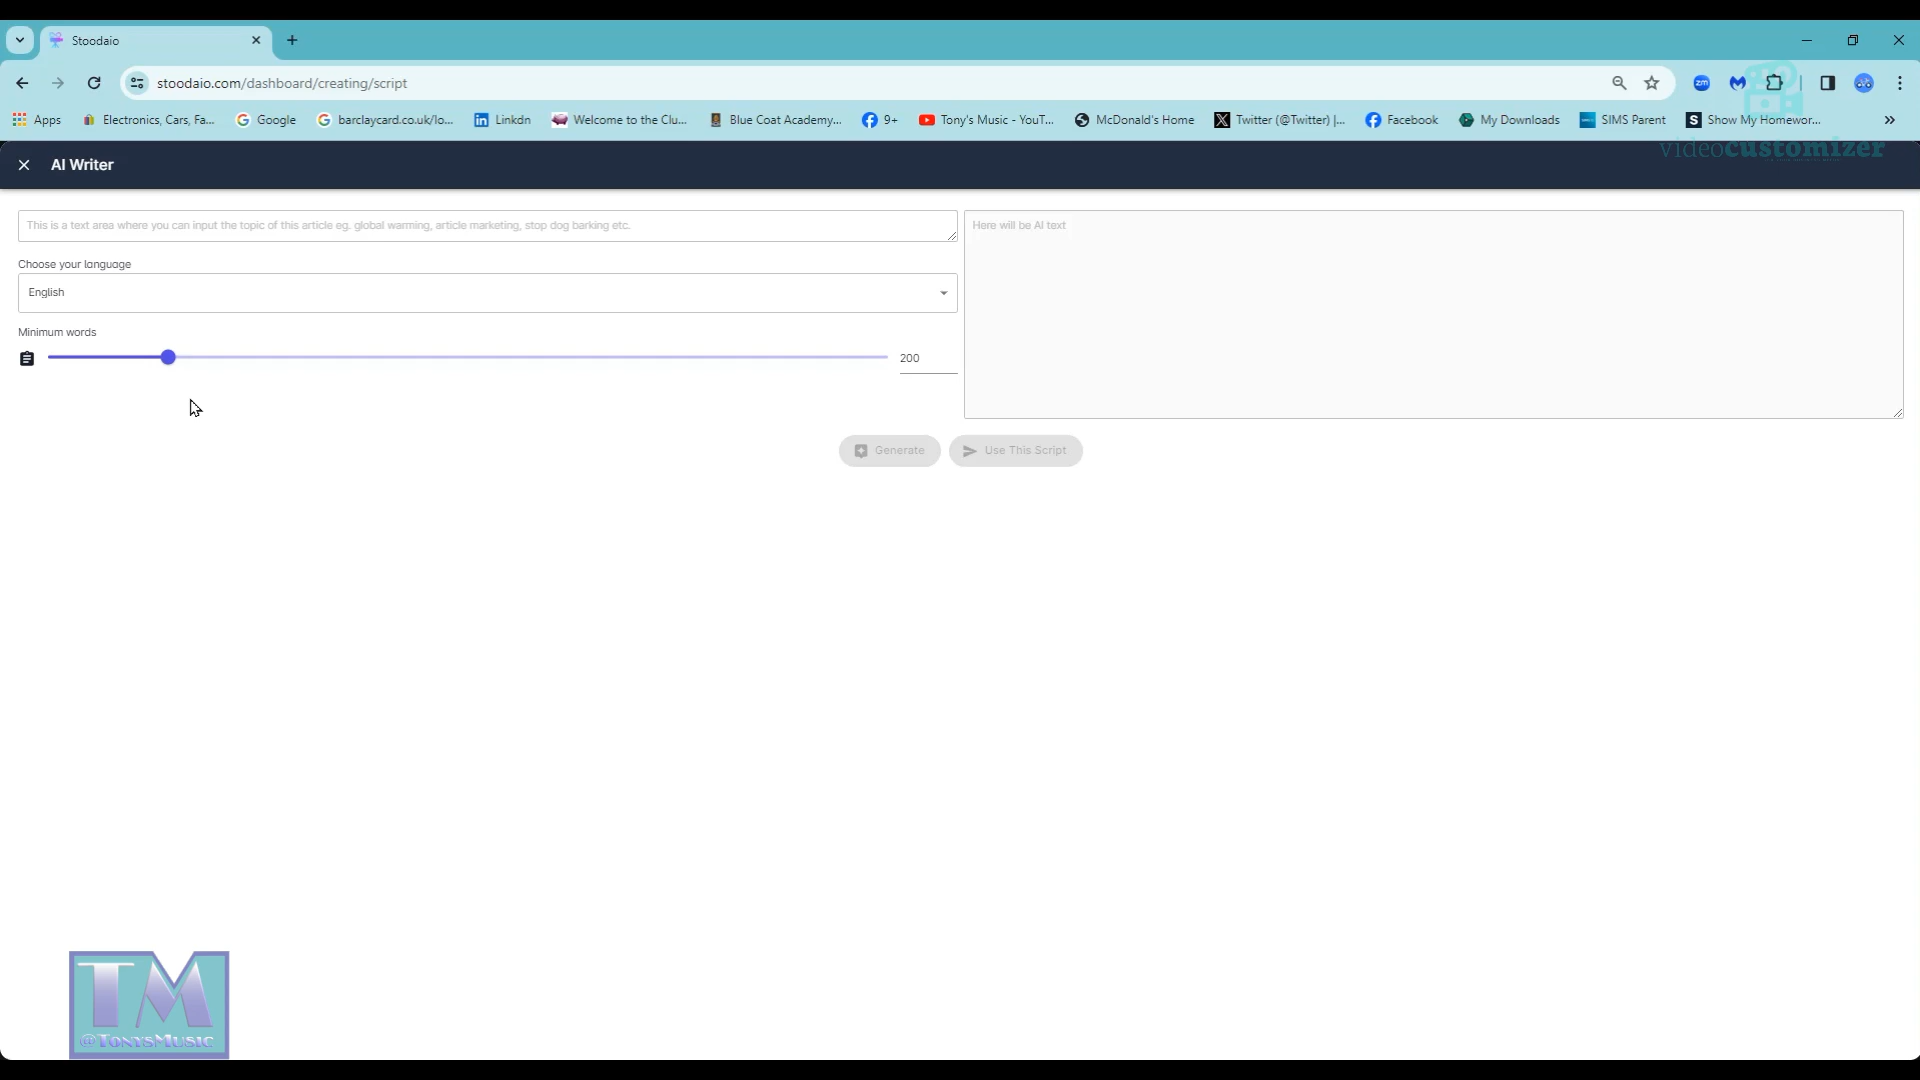 Stoodaio
stoodaio.com/dashboard/creating/script
Apps
Electronics, Cars, Fa...
Google
barclaycard.co.uk/lo...
Linkdn
Welcome to the Clu...
Blue Coat Academy...
9+
Tony's Music - YouT...
McDonald's Home
Twitter (@Twitter) |...
Facebook
My Downloads
SIMS Parent
Show My Homewor...
»
videocustomizer
AI Writer
This is a text area where you can input the topic of this article eg. global warming, article marketing, stop dog barking etc.
Here will be AI text
Choose your language
English
Minimum words
200
Generate
Use This Script
TM
@TonysMusic